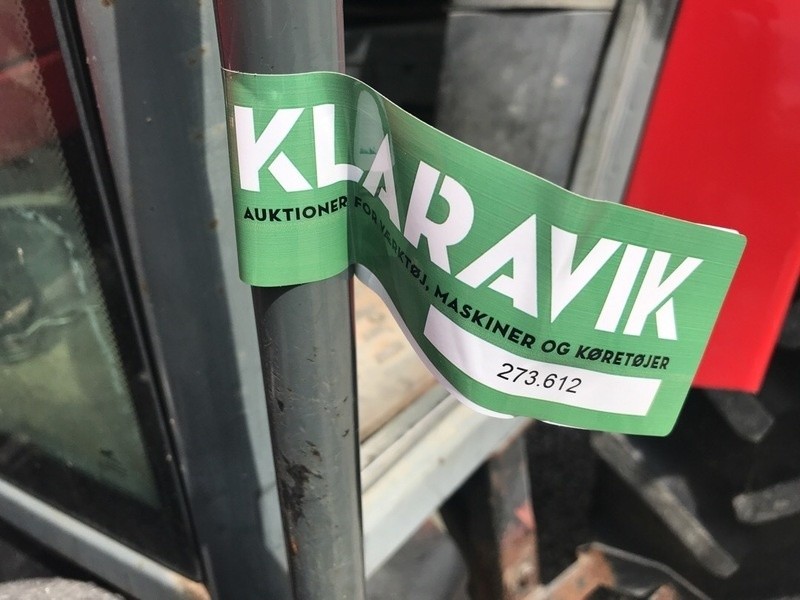 KLARAVIK
AUKTIONER FOR VÆRKTØJ, MASKINER OG KØRETØJER
273.612